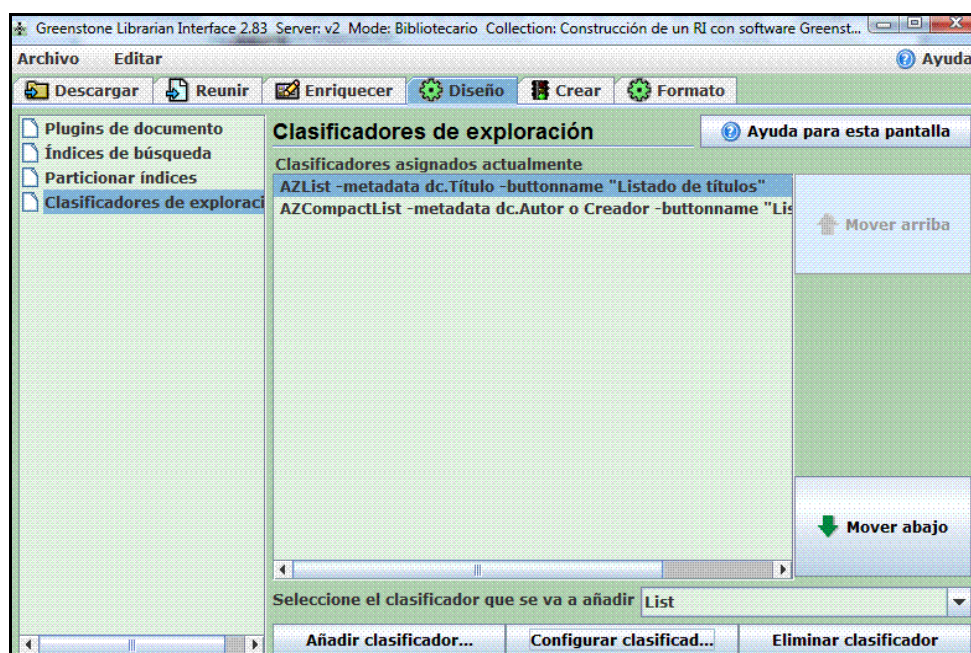 Greenstone Librarian Interface 2.83 Server: v2 Mode: Bibliotecario Collection: Construcción de un RI con software Greenst...
Archivo Editar Ayuda
Descargar Reunir Enriquecer Diseño Crear Formato
Plugins de documento
Índices de búsqueda
Particionar índices
Clasificadores de exploraci
Clasificadores de exploración
Ayuda para esta pantalla
Clasificadores asignados actualmente
AZList -metadata dc.Título -buttonname "Listado de títulos"
AZCompactList -metadata dc.Autor o Creador -buttonname "Lis
Mover arriba
Mover abajo
Seleccione el clasificador que se va a añadir List
Añadir clasificador... Configurar clasificad... Eliminar clasificador